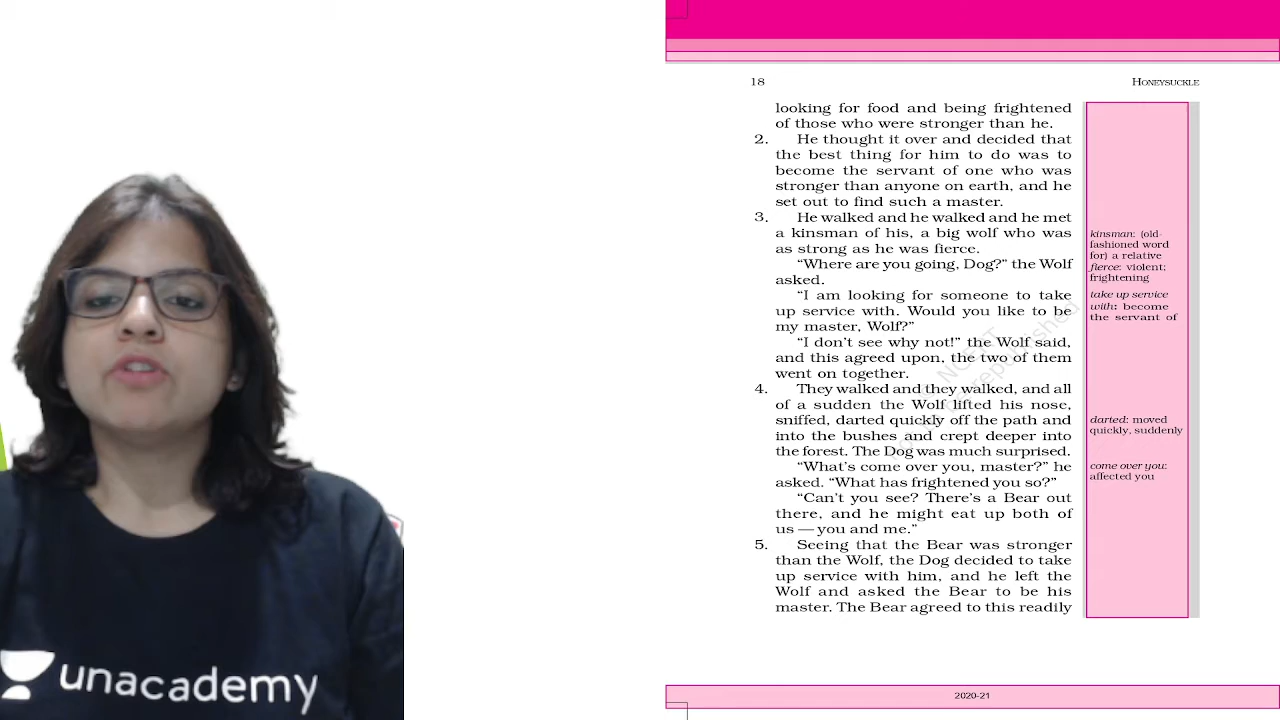 18
HONEYSUCKLE
looking for food and being frightened
of those who were stronger than he.
2. He thought it over and decided that
the best thing for him to do was to
become the servant of one who was
stronger than anyone on earth, and he
set out to find such a master.
3. He walked and he walked and he met
a kinsman of his, a big wolf who was
as strong as he was fierce.
“Where are you going, Dog?” the Wolf
asked.
“I am looking for someone to take
up service with. Would you like to be
my master, Wolf?”
“I don't see why not!” the Wolf said,
and this agreed upon, the two of them
went on together.
4. They walked and they walked, and all
of a sudden the Wolf lifted his nose,
sniffed, darted quickly off the path and
into the bushes and crept deeper into
the forest. The Dog was much surprised.
“What's come over you, master?” he
asked. “What has frightened you so?”
“Can't you see? There's a Bear out
there, and he might eat up both of
us — you and me.”
5. Seeing that the Bear was stronger
than the Wolf, the Dog decided to take
up service with him, and he left the
Wolf and asked the Bear to be his
master. The Bear agreed to this readily
kinsman: (old-
fashioned word
for) a relative
fierce: violent;
frightening
take up service
with: become
the servant of
darted: moved
quickly, suddenly
come over you:
affected you
2020-21
unacademy